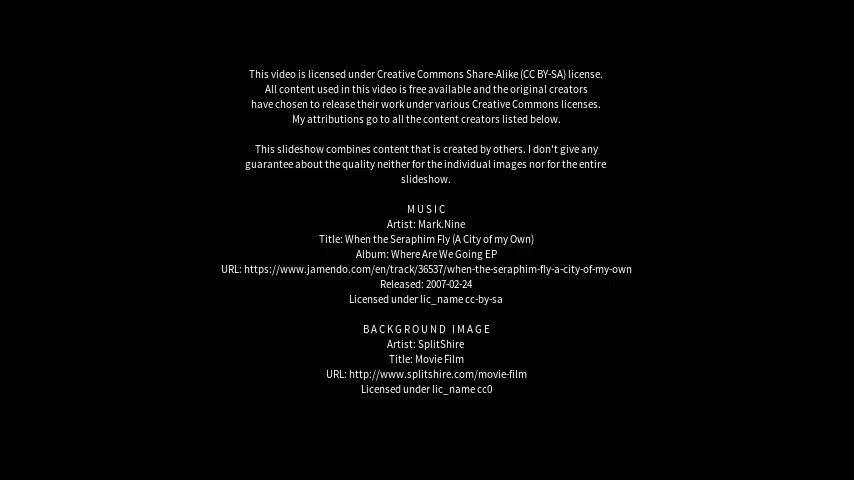 This video is licensed under Creative Commons Share-Alike (CC BY-SA) license.
All content used in this video is free available and the original creators
have chosen to release their work under various Creative Commons licenses.
My attributions go to all the content creators listed below.
This slideshow combines content that is created by others. I don't give any
guarantee about the quality neither for the individual images nor for the entire
slideshow.
MUSIC
Artist: Mark.Nine
Title: When the Seraphim Fly (A City of my Own)
Album: Where Are We Going EP
URL: https://www.jamendo.com/en/track/36537/when-the-seraphim-fly-a-city-of-my-own
Released: 2007-02-24
Licensed under lic_name cc-by-sa
BACKGROUND IMAGE
Artist: SplitShire
Title: Movie Film
URL: http://www.splitshire.com/movie-film
Licensed under lic_name cc0